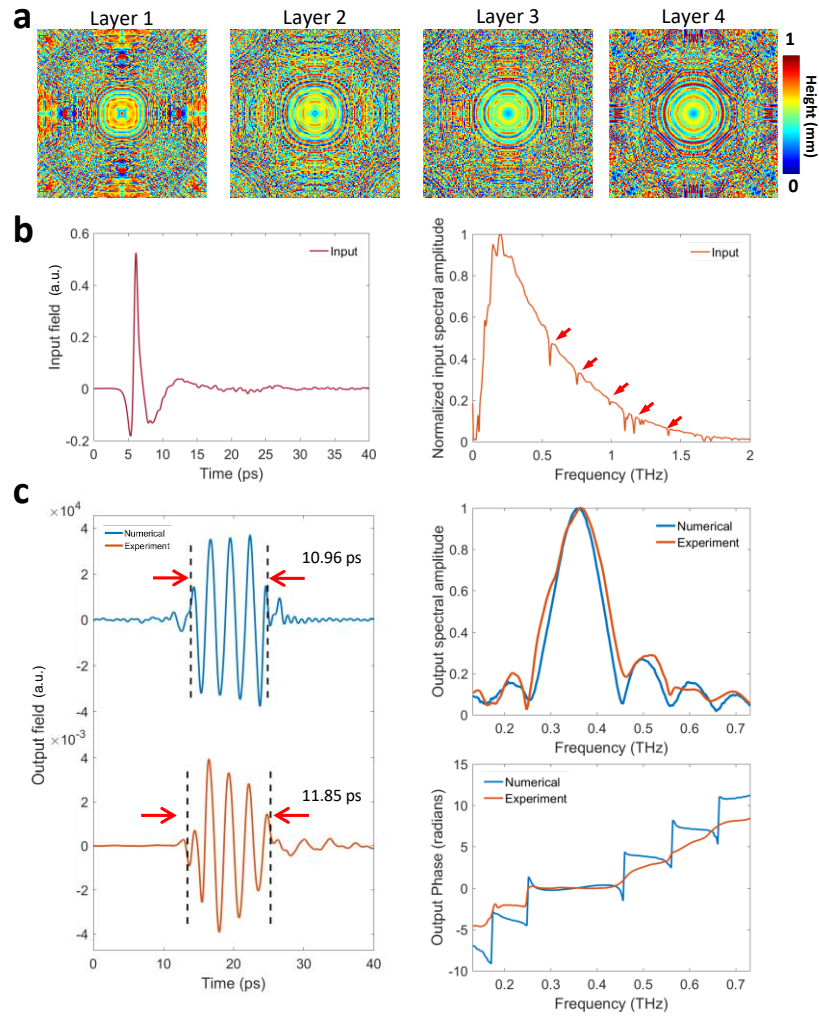 a
Layer 1 Layer 2 Layer 3 Layer 4
1
Height (mm)
0
b
0.6
0.4
0.2
0
-0.2
Input field (a.u.)
0 5 10 15 20 25 30 35 40
Time (ps)
Input
1
0.8
0.6
0.4
0.2
0
Normalized input spectral amplitude
0 0.5 1 1.5 2
Frequency (THz)
Input
c
×10⁴
4
2
0
-2
-4
Numerical
Experiment
10.96 ps
Output field (a.u.)
×10⁻³
4
2
0
-2
-4
11.85 ps
0 10 20 30 40
Time (ps)
1
0.8
0.6
0.4
0.2
0
Output spectral amplitude
Numerical
Experiment
0.2 0.3 0.4 0.5 0.6 0.7
Frequency (THz)
15
10
5
0
-5
-10
Output Phase (radians)
Numerical
Experiment
0.2 0.3 0.4 0.5 0.6 0.7
Frequency (THz)